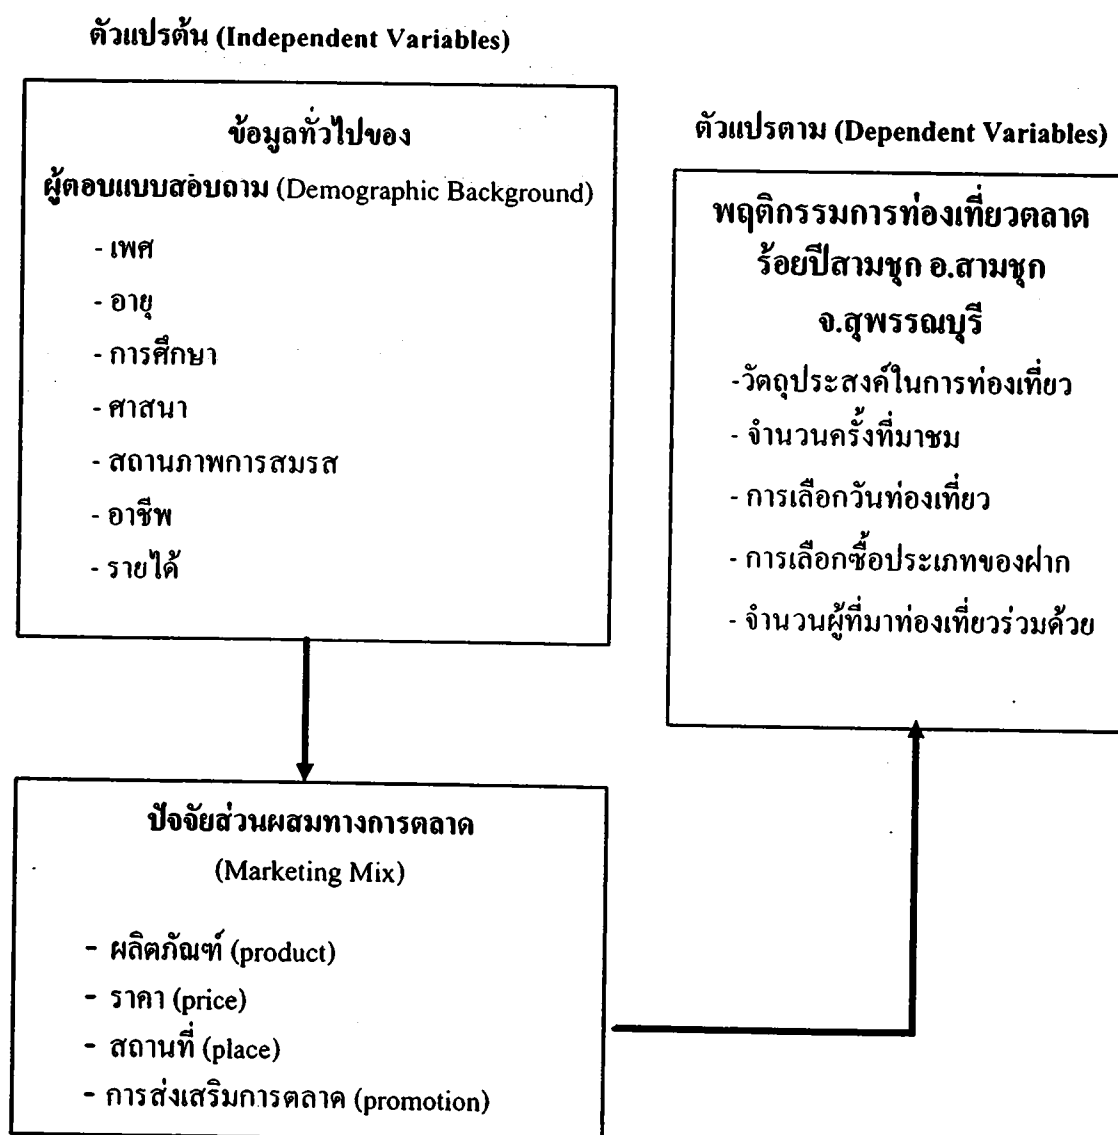 ตัวแปรต้น (Independent Variables)
ข้อมูลทั่วไปของ
ผู้ตอบแบบสอบถาม (Demographic Background)
- เพศ
- อายุ
- การศึกษา
- ศาสนา
- สถานภาพการสมรส
- อาชีพ
- รายได้
ตัวแปรตาม (Dependent Variables)
พฤติกรรมการท่องเที่ยวตลาด
ร้อยปีสามชุก อ.สามชุก
จ.สุพรรณบุรี
-วัตถุประสงค์ในการท่องเที่ยว
- จำนวนครั้งที่มาชม
- การเลือกวันท่องเที่ยว
- การเลือกซื้อประเภทของฝาก
- จำนวนผู้ที่มาท่องเที่ยวร่วมด้วย
ปัจจัยส่วนผสมทางการตลาด
(Marketing Mix)
- ผลิตภัณฑ์ (product)
- ราคา (price)
- สถานที่ (place)
- การส่งเสริมการตลาด (promotion)